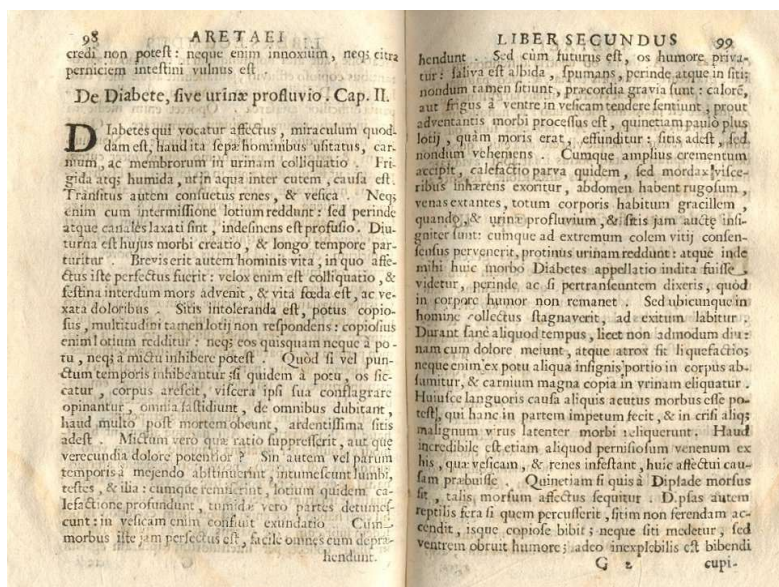 98 ARETAEI
credi non potest: neque enim innoxium, neqȝ citra
perniciem intestini vulnus est
De Diabete, sive urinæ profluvio. Cap. II.
DIabetes qui vocatur affectus, miraculum quod-
dam est, haud ita sepæ hominibus usitatus, car-
nium, ac membrorum in urinam colliquatio. Fri-
gida atqȝ humida, ut in aqua inter cutem, causa est.
Transitus autem consuetus renes, & vesica. Neqȝ
enim cum intermissione lotium reddunt: sed perinde
atque canales laxati sint, indesinens est profusio. Diu-
turna est hujus morbi creatio, & longo tempore par-
turitur. Brevis erit autem hominis vita, in quo affe-
ctus iste perfectus fuerit: velox enim est colliquatio, &
festina interdum mors advenit, & vita fœda est, ac ve-
xata doloribus. Sitis intoleranda est, potus copio-
sus, multitudini tamen lotij non respondens: copiosius
enim lotium redditur: neqȝ eos quisquam neque à po-
tu, neqȝ à mictu inhibere potest. Quòd si vel pun-
ctum temporis inhibeantur: si quidem à potu, os sic-
catur, corpus arescit, viscera ipsi sua conflagrare
opinantur, omnia fastidiunt, de omnibus dubitant,
haud multo post mortem obeunt, ardentissima sitis
adest. Mictum vero quæ ratio suppresserit, aut que
verecundia dolore potentior? Sin autem vel parum
temporis à mejendo abstinuerint, intumescunt lumbi,
testes, & ilia: cumque remiserint, lotium quidem ca-
lefactione profundunt, tumidæ vero partes detumes-
cunt: in vesicam enim confluit exundatio Cum
morbus iste jam perfectus est, facile omnes cum depra-
hendunt.
LIBER SECUNDUS 99
hendunt. Sed cùm futurus est, os humore priva-
tur: saliva est albida, spumans, perinde atque in siti:
nondum tamen sitiunt, præcordia gravia sunt: calorē,
aut frigus à ventre in vesicam tendere sentiunt, prout
adventantis morbi processus est, quinetiam paulò plus
lotij, quàm moris erat, effunditur: sitis adest, sed
nondum vehemens. Cumque amplius crementum
accipit, calefactio parva quidem, sed mordax visce-
ribus inhærens exoritur, abdomen habent rugosum,
venas extantes, totum corporis habitum gracillem,
quando, & urinæ profluvium, & sitis jam auctę insi-
gniter sunt: cumque ad extremum colem vitij consen-
sensus pervenerit, protinus urinam reddunt: atque inde
mihi huic morbo Diabetes appellatio indita fuisse
videtur, perinde ac si pertranseuntem dixeris, quòd
in corpore humor non remanet. Sed ubicunque in
homine collectus stagnaverit, ad exitum labitur.
Durant sanè aliquod tempus, licet non admodum diu:
nam cum dolore meiunt, atque atrox sit liquefactio;
neque enim ex potu aliqua insignis portio in corpus ab-
sumitur, & carnium magna copia in vrinam eliquatur.
Huiusce languoris causa aliquis acutus morbus esse po-
test, qui hanc in partem impetum fecit, & in crisi aliqȝ
malignum virus latenter morbi reliquerunt. Haud
incredibile est etiam aliquod pernisiosum venenum ex
his, quæ vesicam, & renes infestant, huic affectui cau-
sam præbuisse. Quinetiam si quis à Dipsade morsus
sit, talis morsum affectus sequitur. Dipsas autem
reptilis fera si quem percusserit, sitim non ferendam ac-
cendit, isque copiose bibit; neque siti medetur, sed
ventrem obruit humore; adeo inexplebilis est bibendi
G 2 cupi-